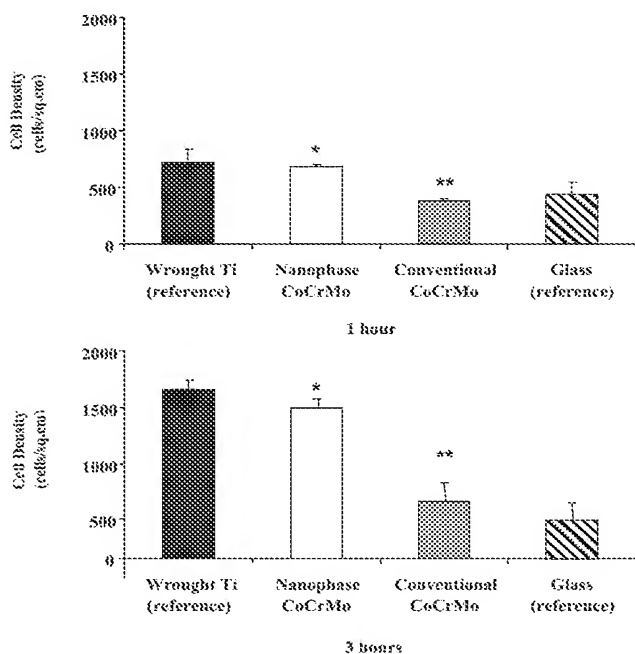 2000
1500
1000
500
0
Cell Density
(cells/sq.cm)
*
**
Wrought Ti
(reference)
Nanophase
CoCrMo
Conventional
CoCrMo
Glass
(reference)
1 hour
2000
1500
1000
500
0
Cell Density
(cells/sq.cm)
*
**
Wrought Ti
(reference)
Nanophase
CoCrMo
Conventional
CoCrMo
Glass
(reference)
3 hours